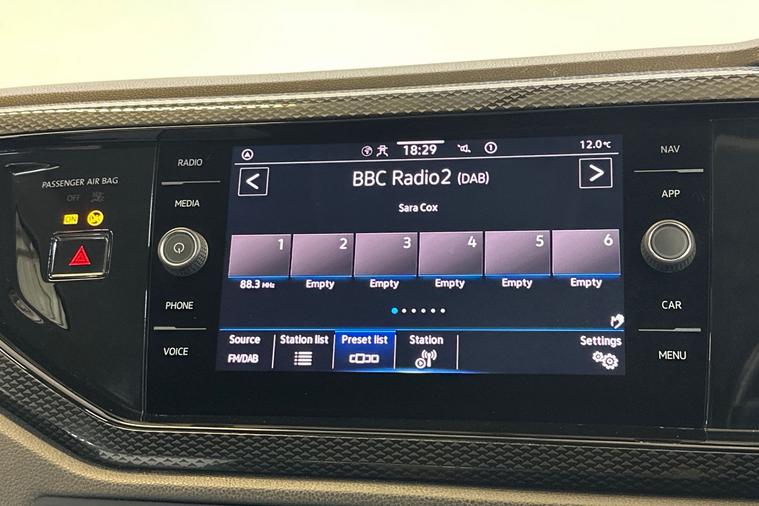 PASSENGER AIR BAG
OFF
ON
RADIO
MEDIA
PHONE
VOICE
18:29
1
12.0°C
< BBC Radio2 (DAB) >
Sara Cox
1 2 3 4 5 6
88.3 MHz Empty Empty Empty Empty Empty
Source Station list Preset list Station Settings
FM/DAB
NAV
APP
CAR
MENU